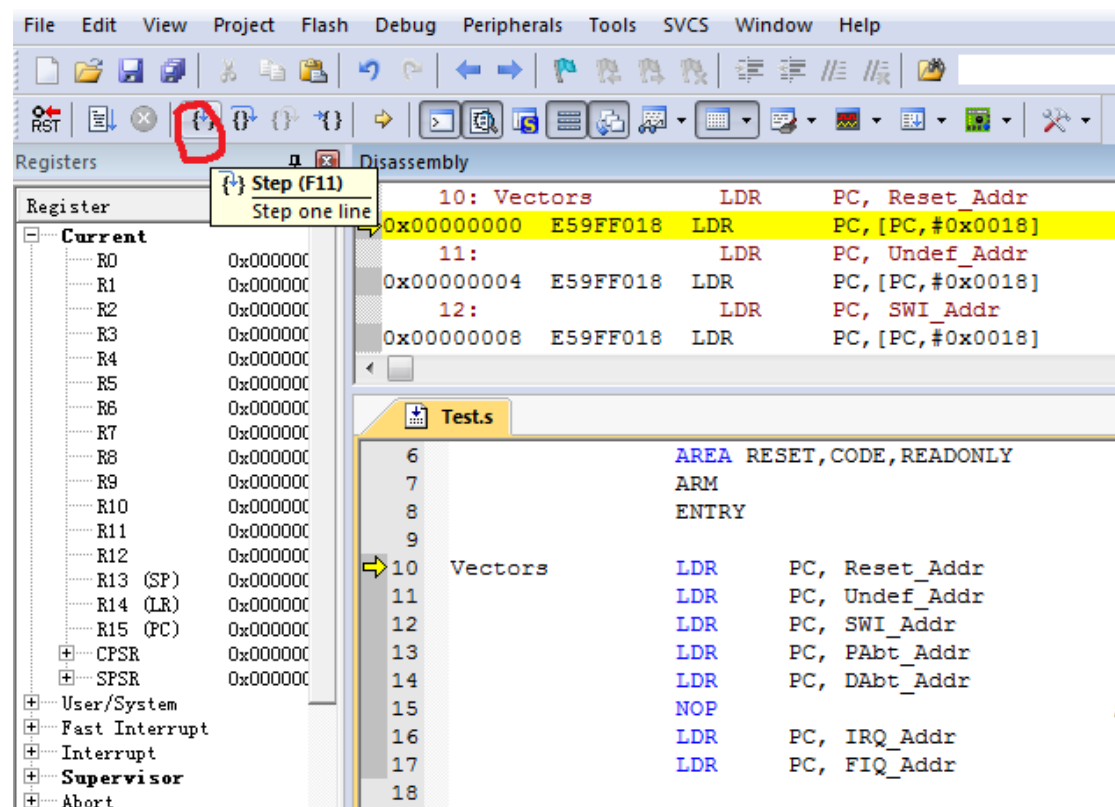 File Edit View Project Flash Debug Peripherals Tools SVCS Window Help
RST
Registers
Disassembly
Step (F11)
Step one line
Register
Current
R0 0x000000
R1 0x000000
R2 0x000000
R3 0x000000
R4 0x000000
R5 0x000000
R6 0x000000
R7 0x000000
R8 0x000000
R9 0x000000
R10 0x000000
R11 0x000000
R12 0x000000
R13 (SP) 0x000000
R14 (LR) 0x000000
R15 (PC) 0x000000
CPSR 0x000000
SPSR 0x000000
User/System
Fast Interrupt
Interrupt
Supervisor
Abort
10: Vectors LDR PC, Reset_Addr
0x00000000 E59FF018 LDR PC,[PC,#0x0018]
11: LDR PC, Undef_Addr
0x00000004 E59FF018 LDR PC,[PC,#0x0018]
12: LDR PC, SWI_Addr
0x00000008 E59FF018 LDR PC,[PC,#0x0018]
Test.s
6 AREA RESET,CODE,READONLY
7 ARM
8 ENTRY
9
10 Vectors LDR PC, Reset_Addr
11 LDR PC, Undef_Addr
12 LDR PC, SWI_Addr
13 LDR PC, PAbt_Addr
14 LDR PC, DAbt_Addr
15 NOP
16 LDR PC, IRQ_Addr
17 LDR PC, FIQ_Addr
18